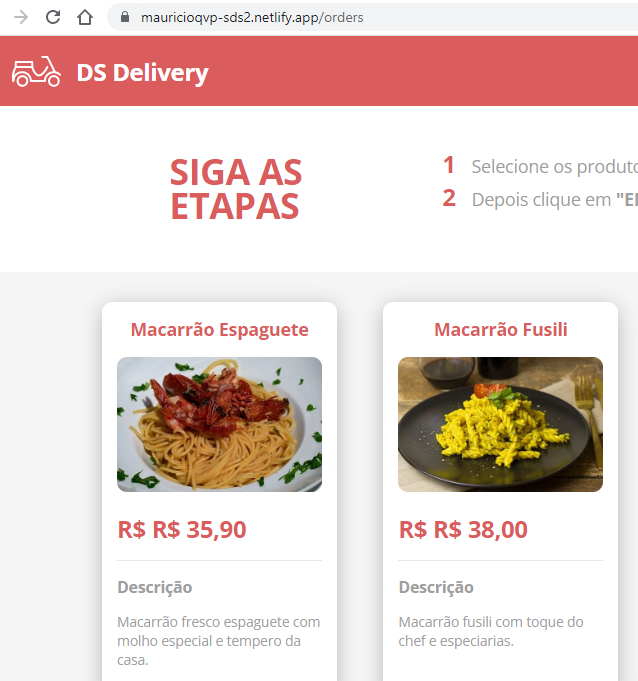 mauricioqvp-sds2.netlify.app/orders
DS Delivery
SIGA AS
ETAPAS
1 Selecione os produto
2 Depois clique em "E
Macarrão Espaguete
Macarrão Fusili
R$ R$ 35,90
R$ R$ 38,00
Descrição
Descrição
Macarrão fresco espaguete com
molho especial e tempero da
casa.
Macarrão fusili com toque do
chef e especiarias.